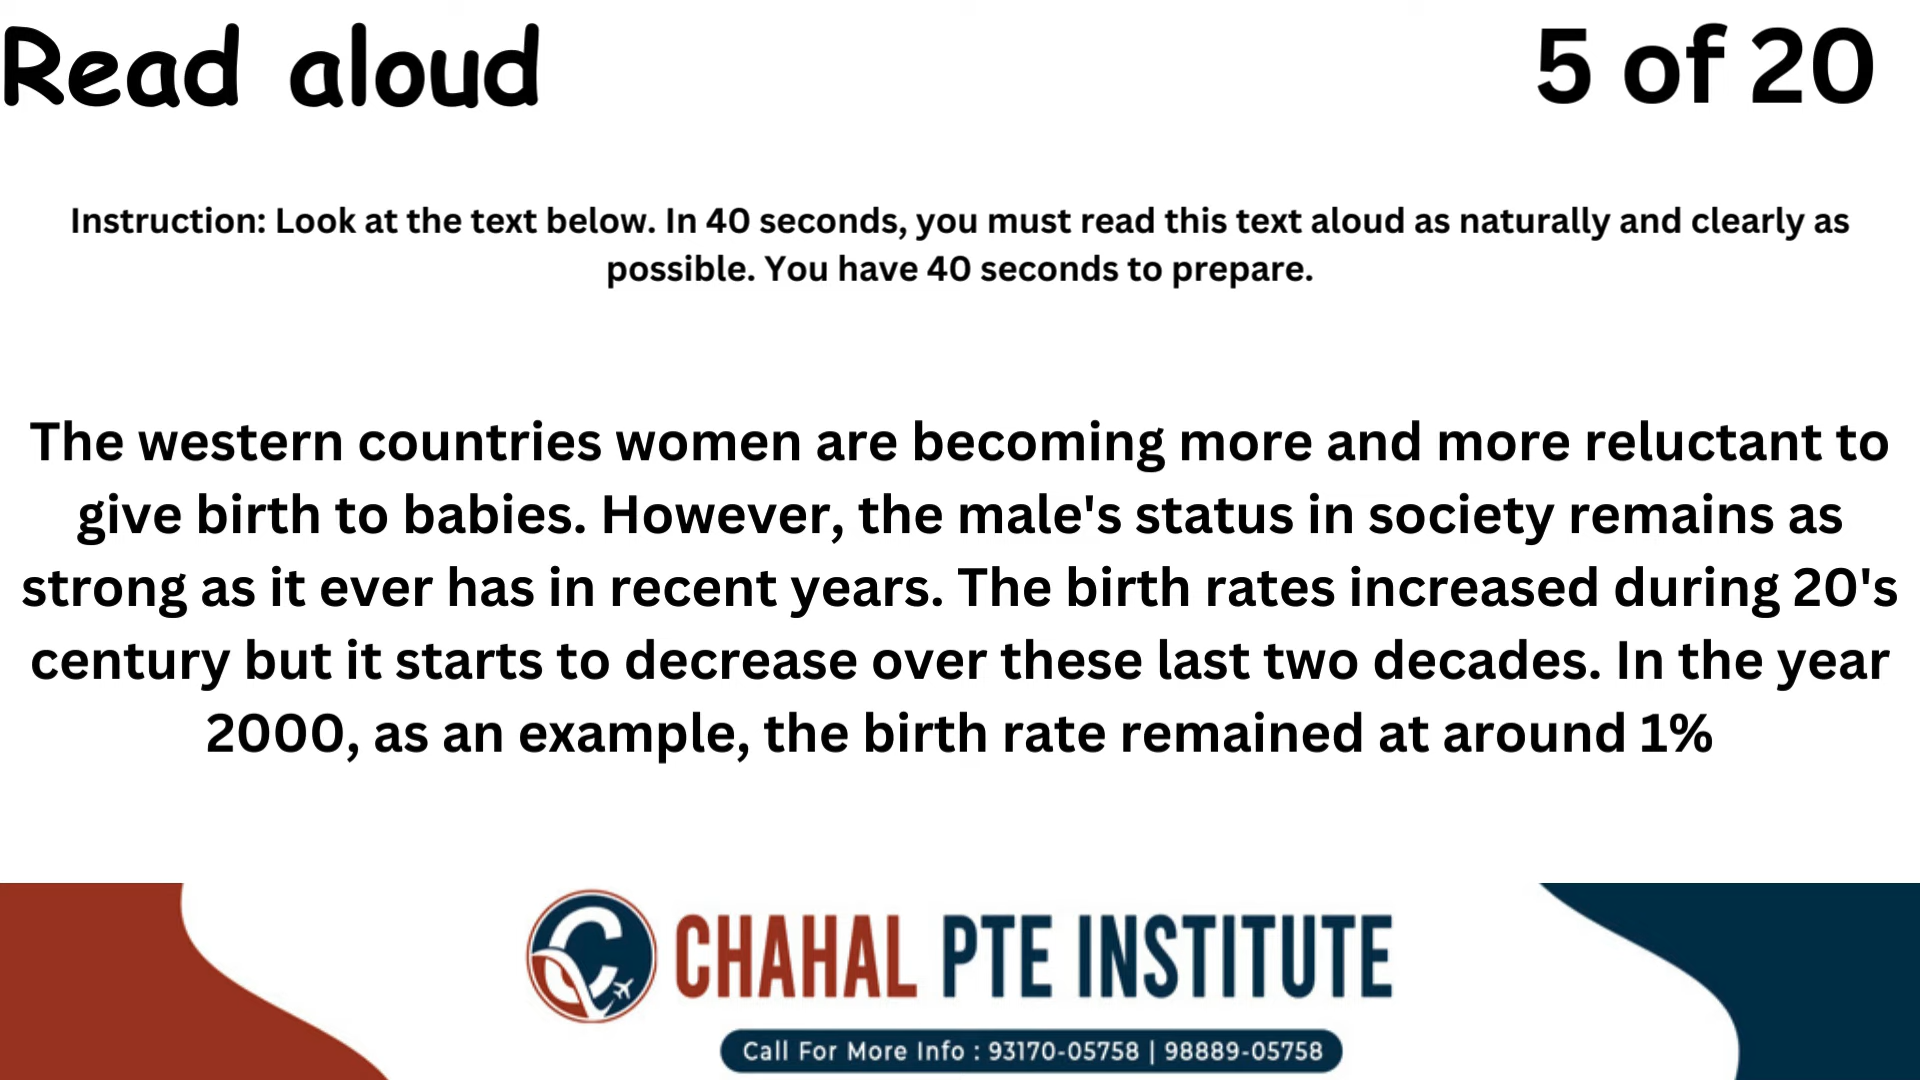 Read aloud
5 of 20
Instruction: Look at the text below. In 40 seconds, you must read this text aloud as naturally and clearly as
possible. You have 40 seconds to prepare.
The western countries women are becoming more and more reluctant to
give birth to babies. However, the male's status in society remains as
strong as it ever has in recent years. The birth rates increased during 20's
century but it starts to decrease over these last two decades. In the year
2000, as an example, the birth rate remained at around 1%
CHAHAL PTE INSTITUTE
Call For More Info : 93170-05758 | 98889-05758